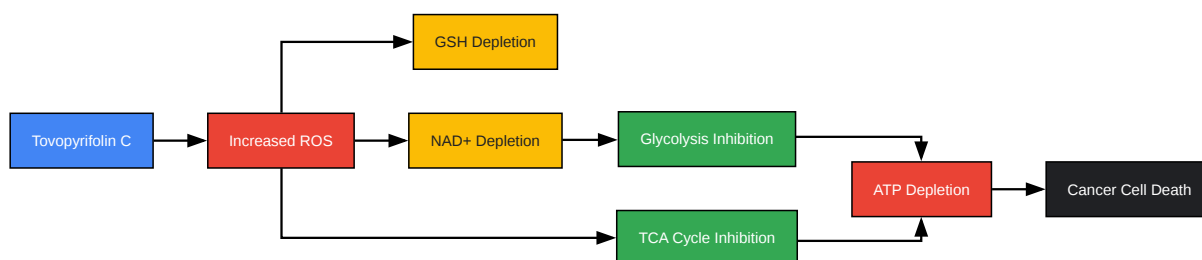 GSH Depletion
Tovopyrifolin C
Increased ROS
NAD+ Depletion
Glycolysis Inhibition
ATP Depletion
Cancer Cell Death
TCA Cycle Inhibition